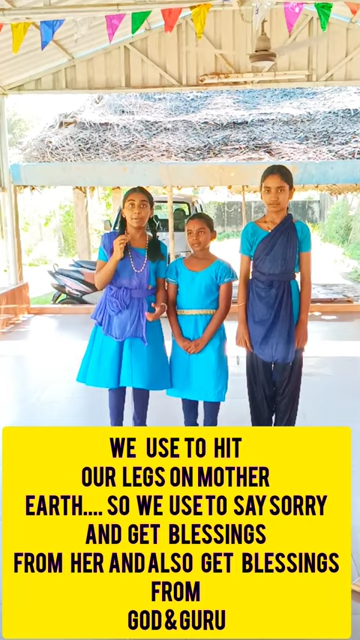 WE USE TO HIT
OUR LEGS ON MOTHER
EARTH.... SO WE USE TO SAY SORRY
AND GET BLESSINGS
FROM HER AND ALSO GET BLESSINGS
FROM
GOD & GURU